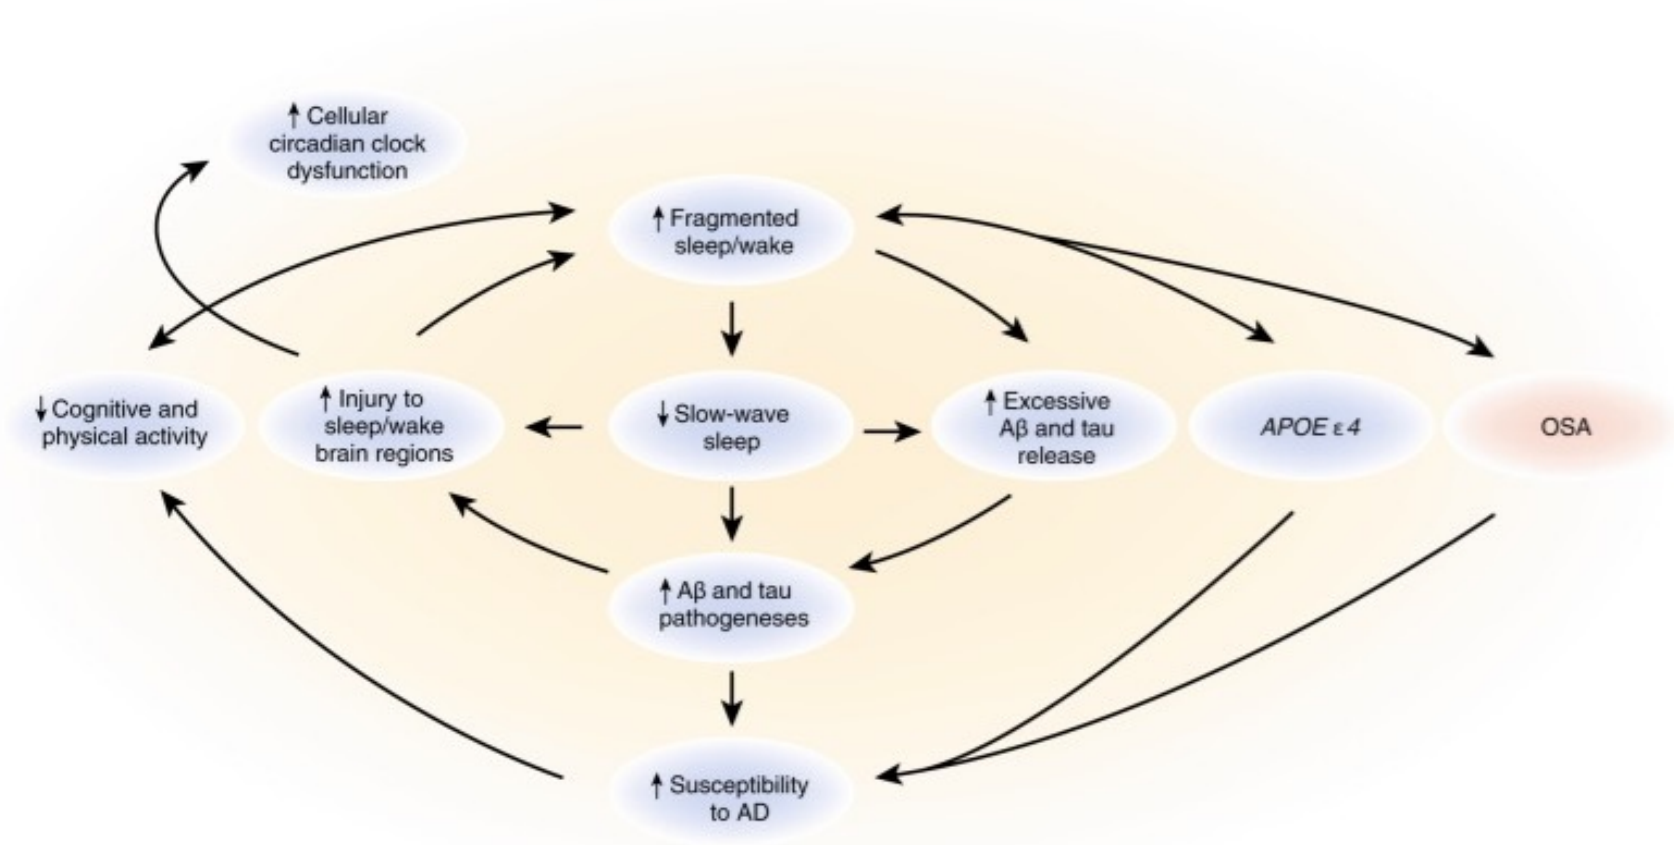 ↑ Cellular
circadian clock
dysfunction
↑ Fragmented
sleep/wake
↓ Cognitive and
physical activity
↑ Injury to
sleep/wake
brain regions
↓ Slow-wave
sleep
↑ Excessive
Aβ and tau
release
APOE ε4
OSA
↑ Aβ and tau
pathogeneses
↑ Susceptibility
to AD